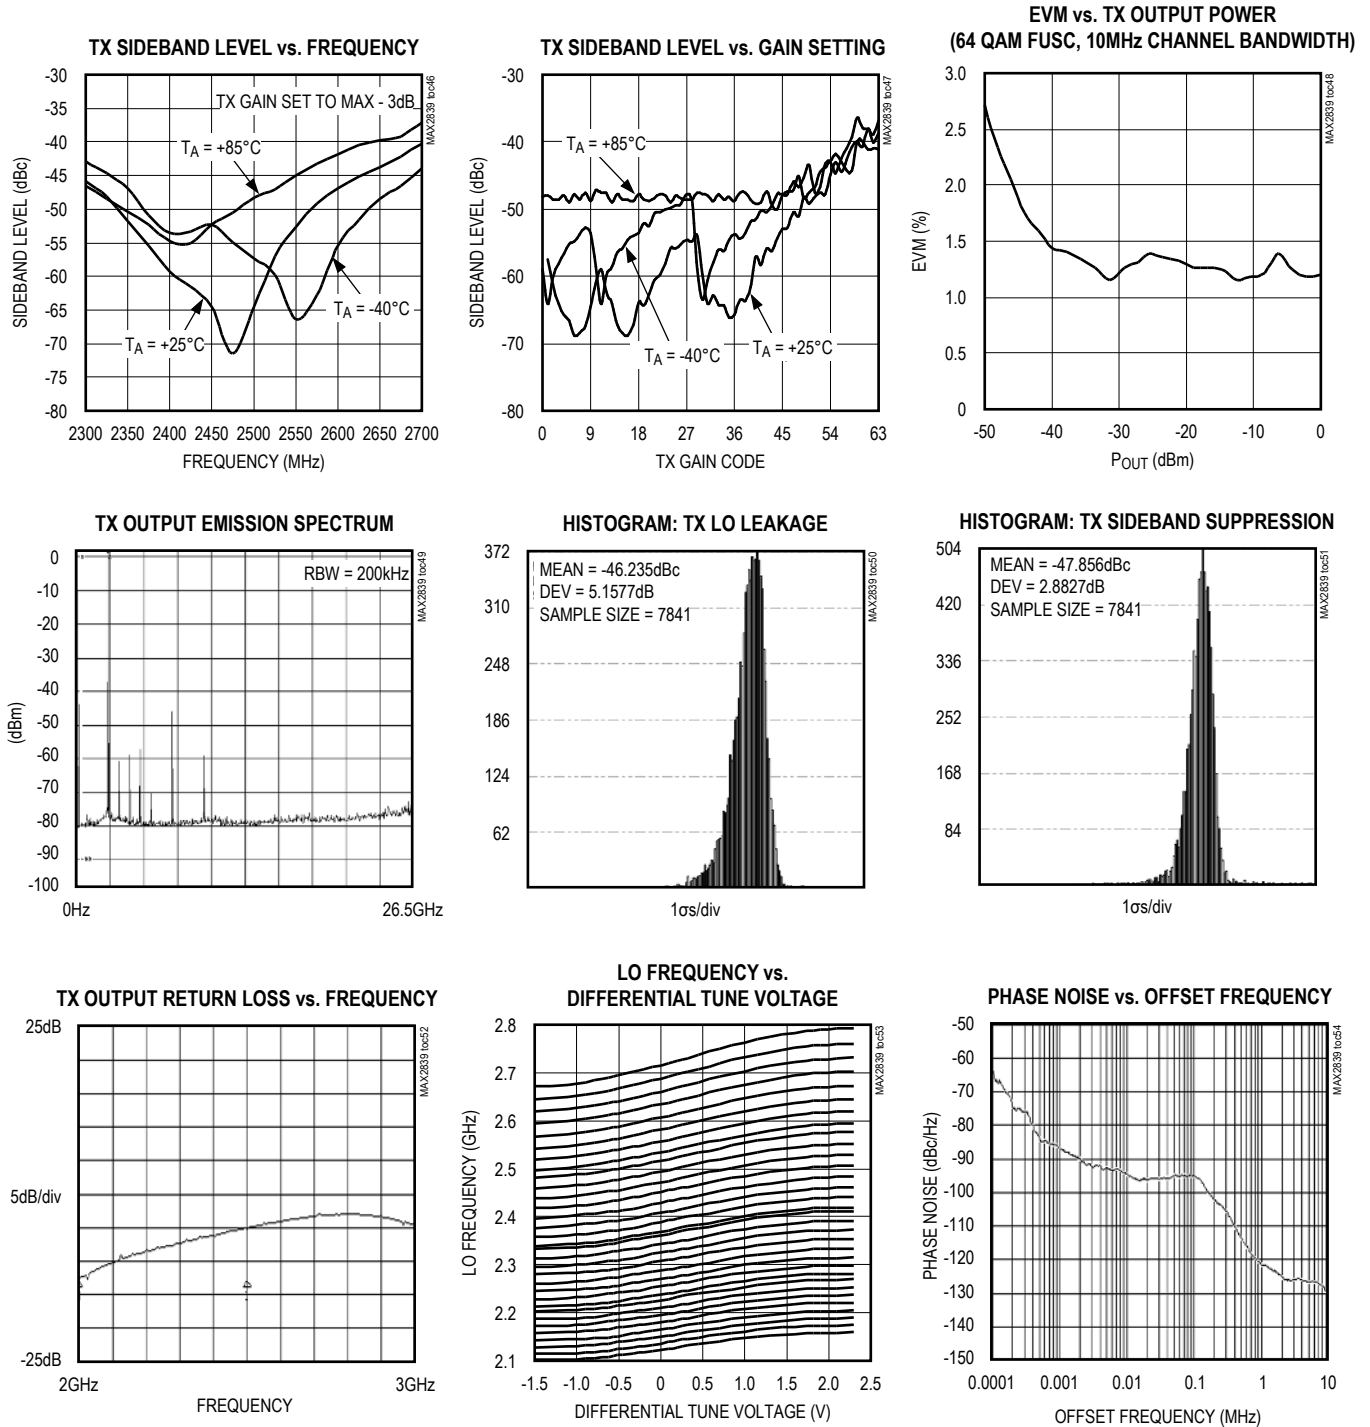 TX SIDEBAND LEVEL vs. FREQUENCY
-30
-35
-40
-45
-50
-55
-60
-65
-70
-75
-80
SIDEBAND LEVEL (dBc)
TX GAIN SET TO MAX - 3dB
TA = +85°C
TA = -40°C
TA = +25°C
MAX2839 toc46
2300 2350 2400 2450 2500 2550 2600 2650 2700
FREQUENCY (MHz)
TX SIDEBAND LEVEL vs. GAIN SETTING
-30
-40
-50
-60
-70
-80
SIDEBAND LEVEL (dBc)
TA = +85°C
TA = -40°C
TA = +25°C
MAX2839 toc47
0 9 18 27 36 45 54 63
TX GAIN CODE
EVM vs. TX OUTPUT POWER
(64 QAM FUSC, 10MHz CHANNEL BANDWIDTH)
3.0
2.5
2.0
1.5
1.0
0.5
0
EVM (%)
MAX2839 toc48
-50 -40 -30 -20 -10 0
POUT (dBm)
TX OUTPUT EMISSION SPECTRUM
0
-10
-20
-30
-40
-50
-60
-70
-80
-90
-100
(dBm)
RBW = 200kHz
MAX2839 toc49
0Hz 26.5GHz
HISTOGRAM: TX LO LEAKAGE
372
310
248
186
124
62
MEAN = -46.235dBc
DEV = 5.1577dB
SAMPLE SIZE = 7841
MAX2839 toc50
1σs/div
HISTOGRAM: TX SIDEBAND SUPPRESSION
504
420
336
252
168
84
MEAN = -47.856dBc
DEV = 2.8827dB
SAMPLE SIZE = 7841
MAX2839 toc51
1σs/div
TX OUTPUT RETURN LOSS vs. FREQUENCY
25dB
5dB/div
-25dB
MAX2839 toc52
2GHz 3GHz
FREQUENCY
LO FREQUENCY vs.
DIFFERENTIAL TUNE VOLTAGE
2.8
2.7
2.6
2.5
2.4
2.3
2.2
2.1
LO FREQUENCY (GHz)
MAX2839 toc53
-1.5 -1.0 -0.5 0 0.5 1.0 1.5 2.0 2.5
DIFFERENTIAL TUNE VOLTAGE (V)
PHASE NOISE vs. OFFSET FREQUENCY
-50
-60
-70
-80
-90
-100
-110
-120
-130
-140
-150
PHASE NOISE (dBc/Hz)
MAX2839 toc54
0.0001 0.001 0.01 0.1 1 10
OFFSET FREQUENCY (MHz)